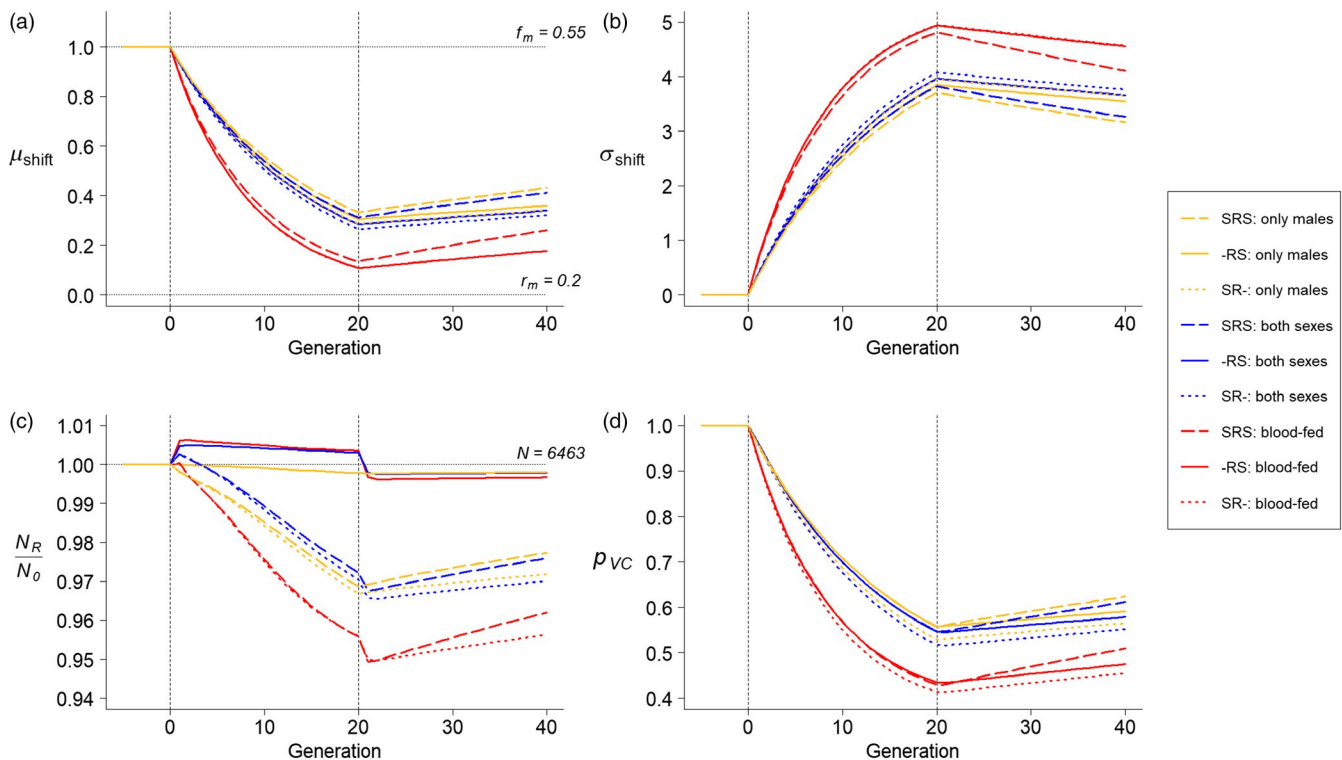 (a)
f_m = 0.55
1.0
0.8
μ_shift
0.6
0.4
0.2
r_m = 0.2
0.0
0 10 20 30 40
Generation
(b)
5
4
σ_shift
3
2
1
0
0 10 20 30 40
Generation
(c)
1.01
N = 6463
1.00
0.99
0.98
N_R
N_0
0.97
0.96
0.95
0.94
0 10 20 30 40
Generation
(d)
1.0
0.9
0.8
p_VC
0.7
0.6
0.5
0.4
0 10 20 30 40
Generation
SRS: only males
-RS: only males
SR-: only males
SRS: both sexes
-RS: both sexes
SR-: both sexes
SRS: blood-fed
-RS: blood-fed
SR-: blood-fed